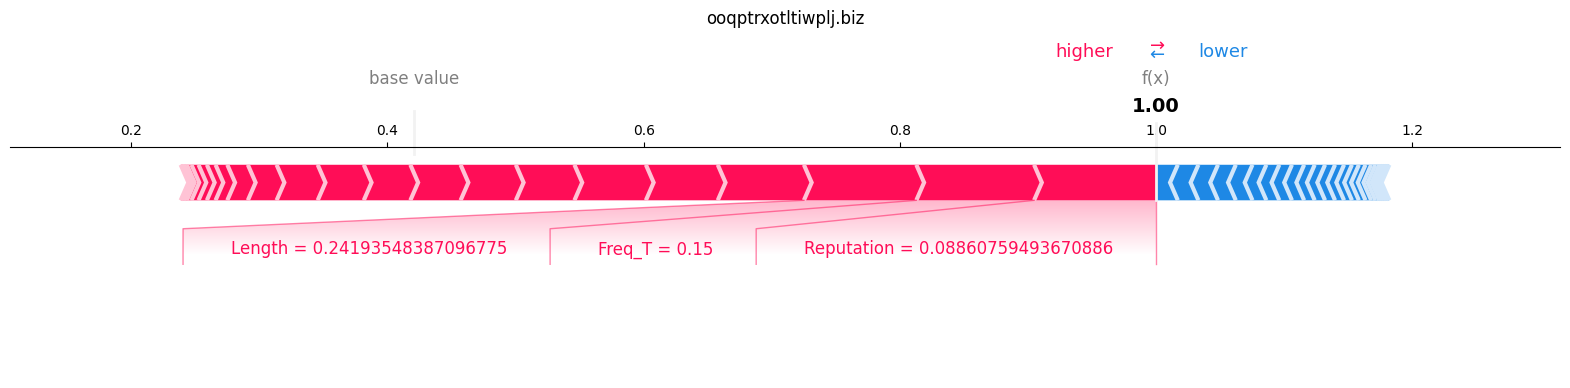 ooqptrxotltiwplj.biz
higher ⇄ lower
base value f(x)
1.00
0.2 0.4 0.6 0.8 1.0 1.2
Length = 0.24193548387096775 Freq_T = 0.15 Reputation = 0.08860759493670886